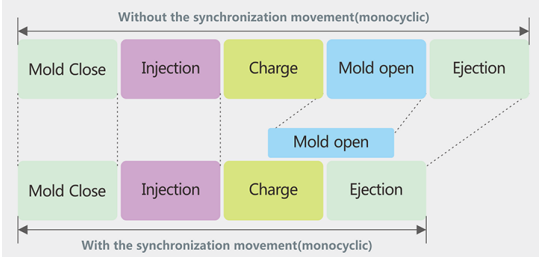 Without the synchronization movement(monocyclic)
Mold Close Injection Charge Mold open Ejection
Mold open
Mold Close Injection Charge Ejection
With the synchronization movement(monocyclic)